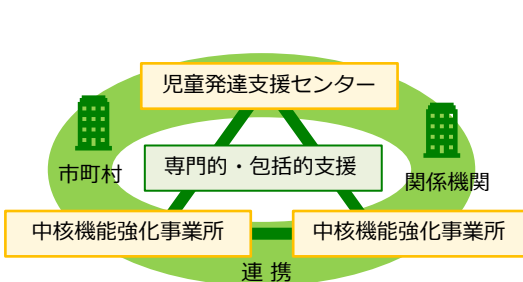 児童発達支援センター
市町村
専門的・包括的支援
関係機関
中核機能強化事業所
中核機能強化事業所
連 携